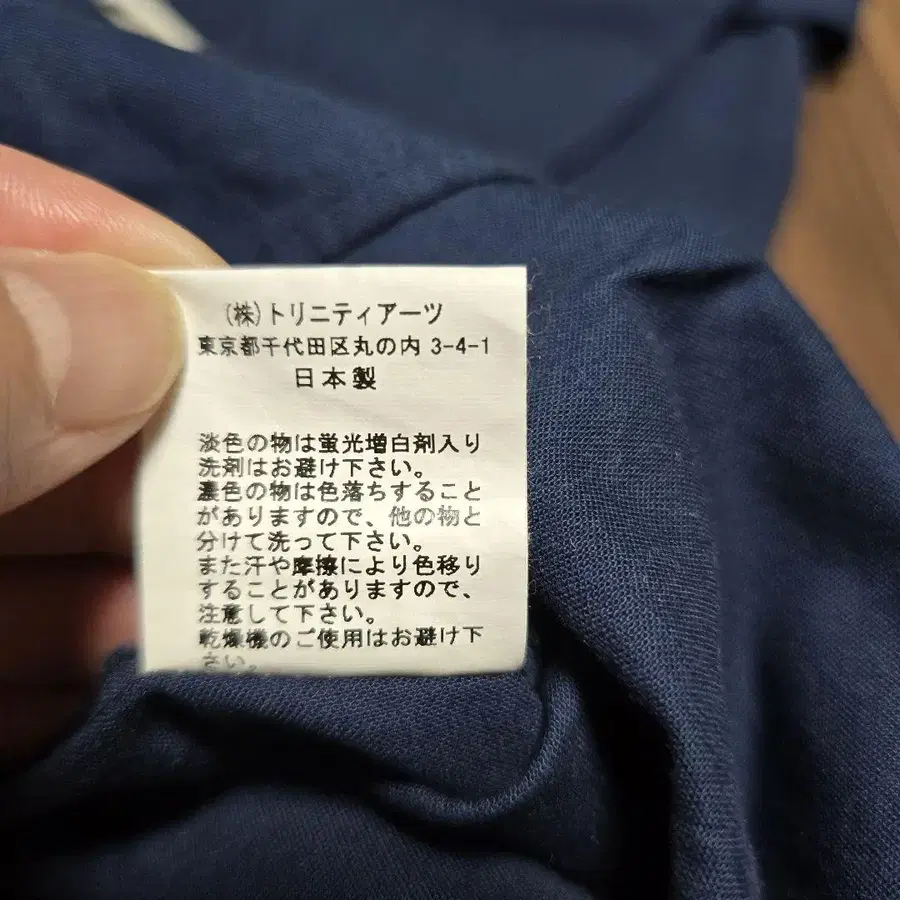 (株)トリニティアーツ
東京都千代田区丸の内 3-4-1
日本製
淡色の物は蛍光増白剤入り
洗剤はお避け下さい。
濃色の物は色落ちすること
がありますので、他の物と
分けて洗って下さい。
また汗や摩擦により色移り
することがありますので、
注意して下さい。
乾燥機のご使用はお避け下
さい。